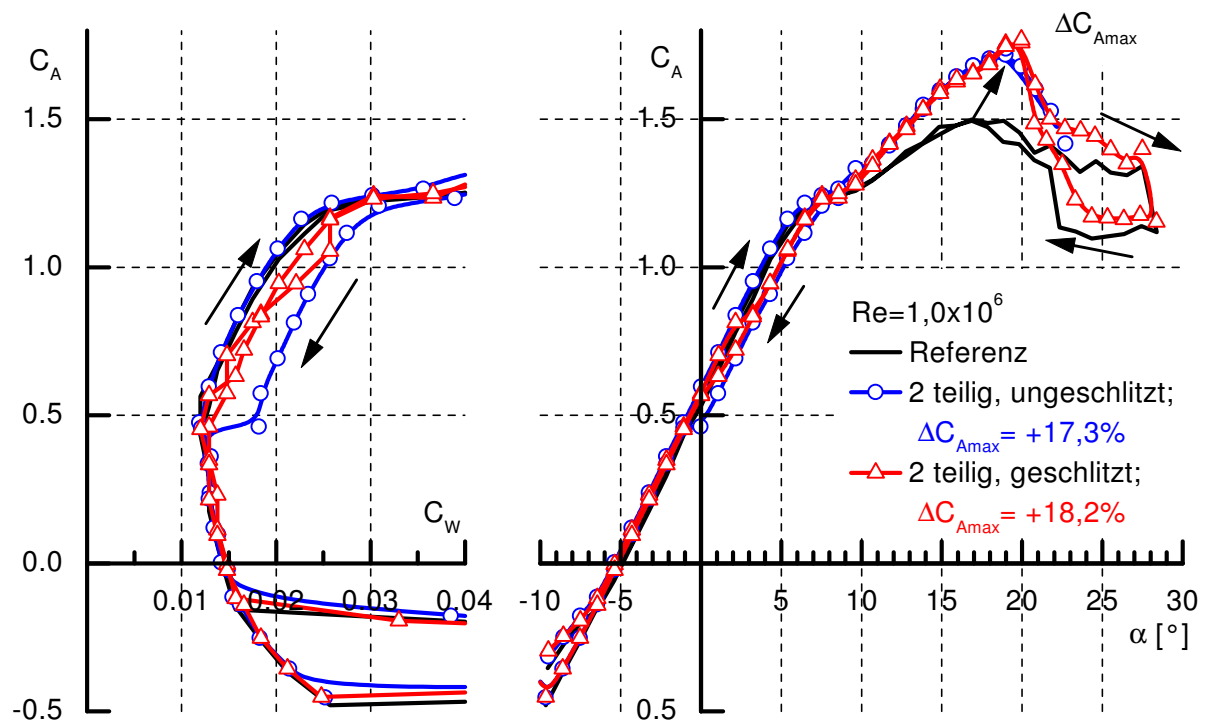 C_A
1.5
1.0
0.5
0.0
-0.5
C_W
0.01
0.02
0.03
0.04
C_A
ΔC_Amax
1.5
1.0
0.5
0.5
-10
-5
5
10
15
20
25
30
α [°]
Re=1,0x10^6
Referenz
2 teilig, ungeschlitzt;
ΔC_Amax= +17,3%
2 teilig, geschlitzt;
ΔC_Amax= +18,2%